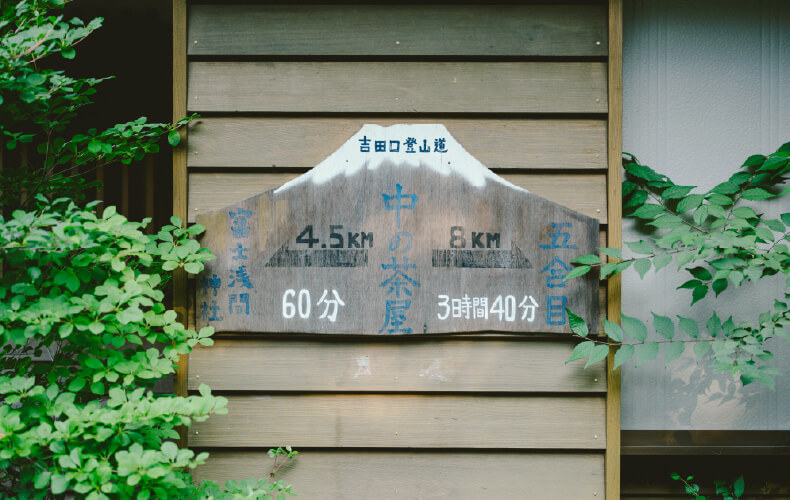 吉田口登山道
富士浅間
神社
4.5KM
60分
中の茶屋
8KM
3時間40分
五合目